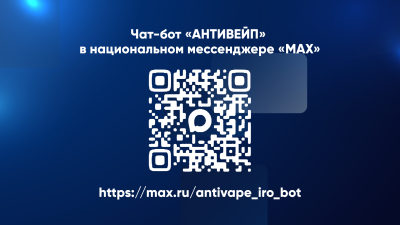 Чат-бот «АНТИВЕЙП»
в национальном мессенджере «MAX»
https://max.ru/antivape_iro_bot